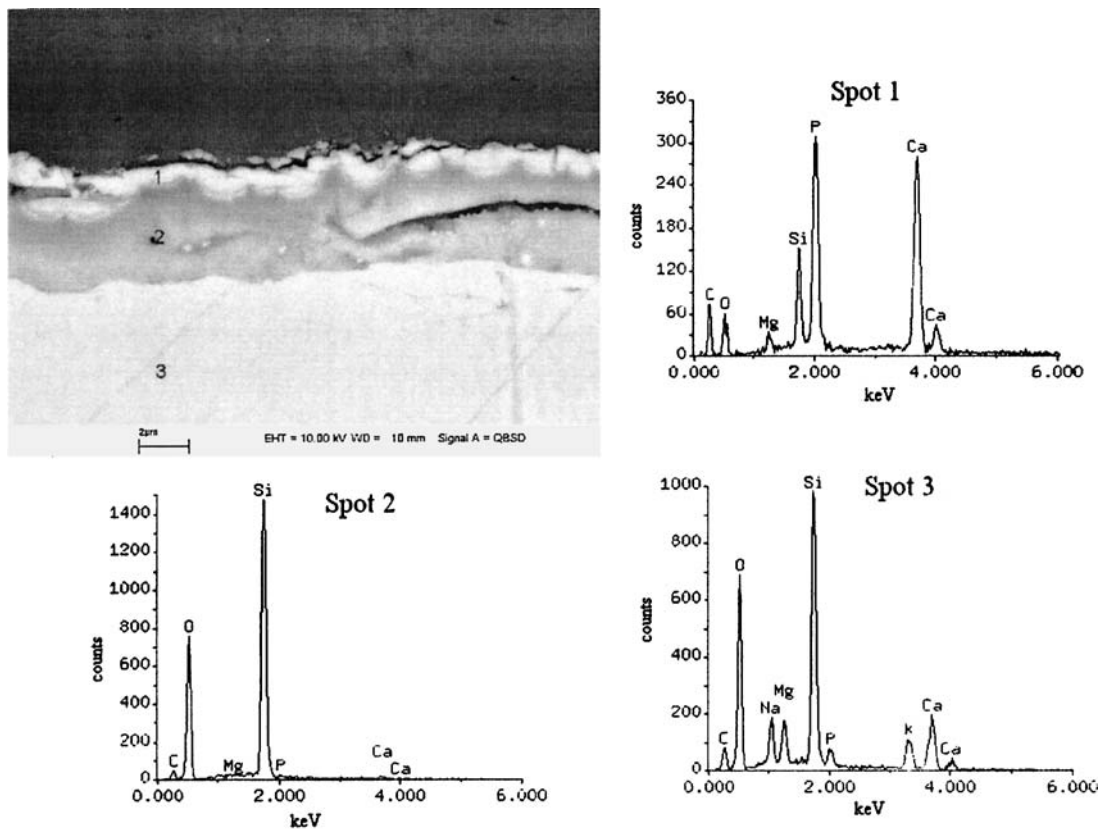 1
2
3
2µm
EHT = 10.00 kV WD = 10 mm Signal A = QBSD
Spot 1
360
300
240
180
120
60
0
counts
C
O
Mg
Si
P
Ca
Ca
0.000 2.000 4.000 6.000
keV
Spot 2
1400
1200
1000
800
600
400
200
0
counts
C
O
Mg
Si
P
Ca
Ca
0.000 2.000 4.000 6.000
keV
Spot 3
1000
800
600
400
200
0
counts
C
O
Na
Mg
Si
P
k
Ca
Ca
0.000 2.000 4.000 6.00
keV